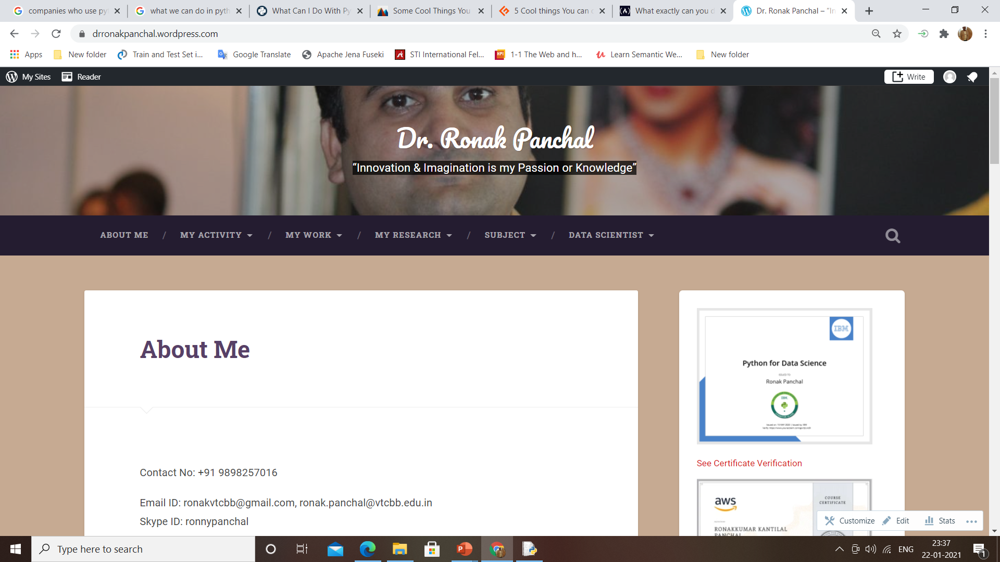 companies who use py
what we can do in pyth
What Can I Do With Py
Some Cool Things You
5 Cool things You can
What exactly can you d
Dr. Ronak Panchal – “In
drronakpanchal.wordpress.com
Apps
New folder
Train and Test Set i...
Google Translate
Apache Jena Fuseki
STI International Fel...
1-1 The Web and h...
Learn Semantic We...
New folder
My Sites
Reader
Write
Dr. Ronak Panchal
“Innovation & Imagination is my Passion or Knowledge”
ABOUT ME / MY ACTIVITY / MY WORK / MY RESEARCH / SUBJECT / DATA SCIENTIST
About Me
Contact No: +91 9898257016
Email ID: ronakvtcbb@gmail.com, ronak.panchal@vtcbb.edu.in
Skype ID: ronnypanchal
IBM
Python for Data Science
ISSUED TO
Ronak Panchal
IBM
See Certificate Verification
aws
COURSE
CERTIFICATE
RONAKKUMAR KANTILAL
PANCHAL
Customize
Edit
Stats
Type here to search
ENG
23:37
22-01-2021
1